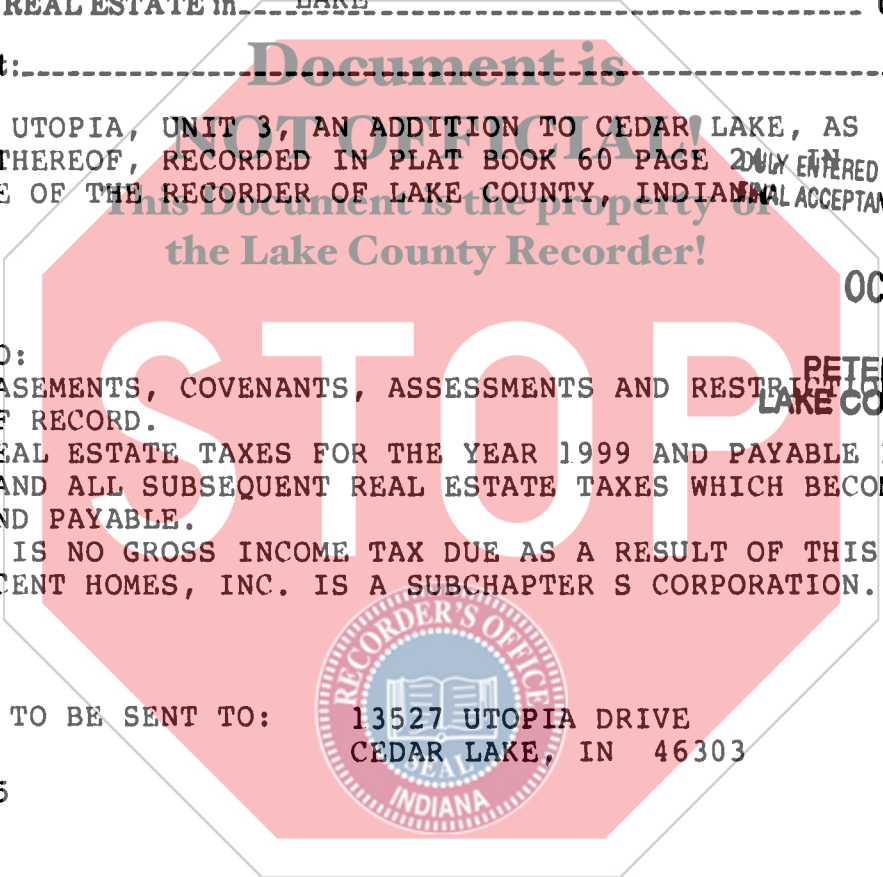 REAL ESTATE in LAKE
Document is
t:
UTOPIA, UNIT 3, AN ADDITION TO CEDAR LAKE, AS
NOT OFFICIAL!
THEREOF, RECORDED IN PLAT BOOK 60 PAGE 24, IN
DULY ENTERED
E OF THE RECORDER OF LAKE COUNTY, INDIANA.
FINAL ACCEPTAN
This Document is the property of
the Lake County Recorder!
OC
STOP
O:
PETE
ASEMENTS, COVENANTS, ASSESSMENTS AND RESTRICTION
LAKE CO
F RECORD.
EAL ESTATE TAXES FOR THE YEAR 1999 AND PAYABLE
AND ALL SUBSEQUENT REAL ESTATE TAXES WHICH BECO
ND PAYABLE.
IS NO GROSS INCOME TAX DUE AS A RESULT OF THIS
CENT HOMES, INC. IS A SUBCHAPTER S CORPORATION.
RECORDER'S OFFICE
TO BE SENT TO: 13527 UTOPIA DRIVE
CEDAR LAKE, IN 46303
SEAL
5
INDIANA